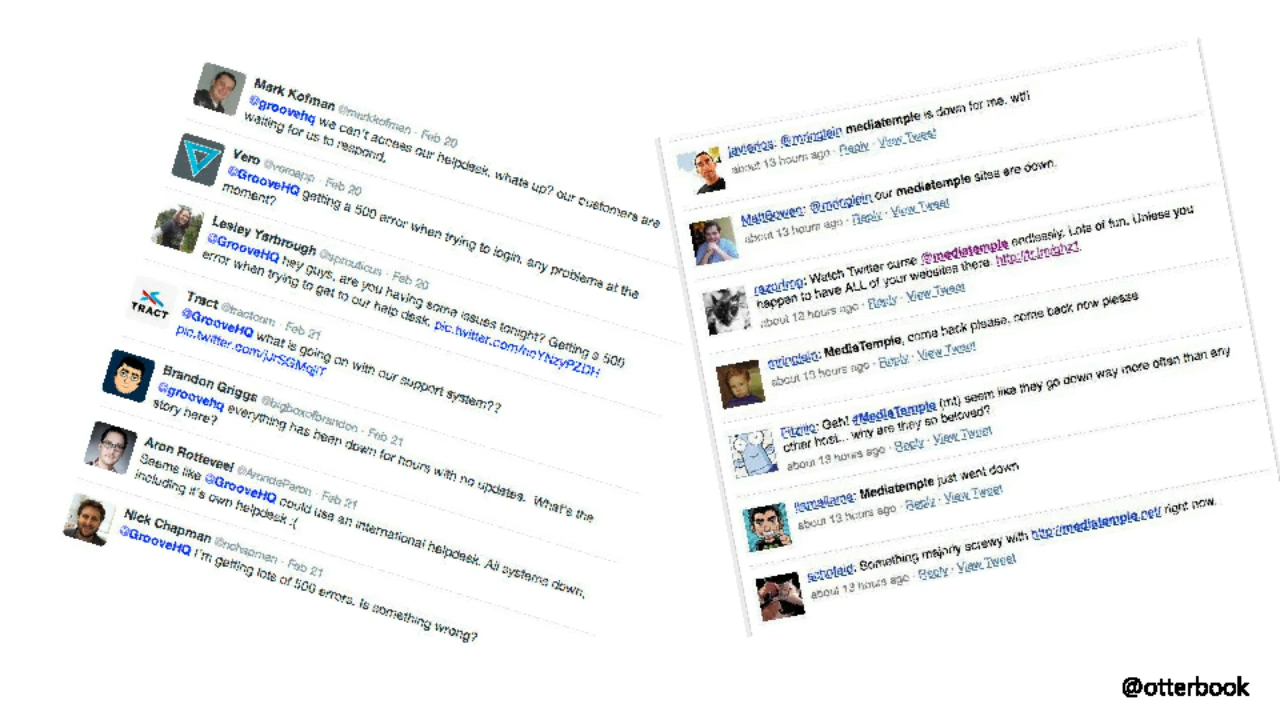 Mark Kofman @markkofman · Feb 20
@groovehq we can't access our helpdesk, whats up? our customers are
waiting for us to respond.
Vero @veroapp · Feb 20
@GrooveHQ getting a 500 error when trying to login, any problems at the
moment?
Lesley Yarbrough @sprouticus · Feb 20
@GrooveHQ hey guys, are you having some issues tonight? Getting a 500
error when trying to get to our help desk.
TRACT
Tract @tractcom · Feb 21
@GrooveHQ what is going on with our support system??
Brandon Griggs @bigboxofbrandon · Feb 21
@groovehq everything has been down for hours with no updates. What's the
story here?
Aron Rotteveel @ArondeParon · Feb 21
Seems like @GrooveHQ could use an international helpdesk. All systems down,
including it's own helpdesk :(
Nick Chapman @nchapman · Feb 21
@GrooveHQ I'm getting lots of 500 errors. Is something wrong?
mediatemple is down for me. wtf!
about 13 hours ago · Reply · View Tweet
MattBowen: our mediatemple sites are down.
about 13 hours ago · Reply · View Tweet
razordrop: Watch Twitter curse @mediatemple endlessly. Lots of fun. Unless you
happen to have ALL of your websites there.
about 12 hours ago · Reply · View Tweet
MediaTemple, come back please, come back now please
about 13 hours ago · Reply · View Tweet
Gah! #MediaTemple (mt) seem like they go down way more often than any
other host... why are they so beloved?
about 13 hours ago · Reply · View Tweet
Mediatemple just went down
about 13 hours ago · Reply · View Tweet
Something majorly screwy with http://mediatemple.net/ right now.
about 13 hours ago · Reply · View Tweet
@otterbook